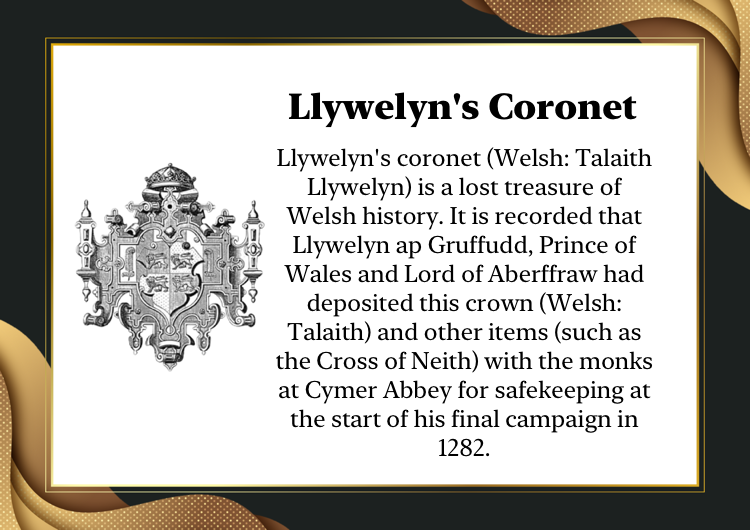 Llywelyn's Coronet
Llywelyn's coronet (Welsh: Talaith
Llywelyn) is a lost treasure of
Welsh history. It is recorded that
Llywelyn ap Gruffudd, Prince of
Wales and Lord of Aberffraw had
deposited this crown (Welsh:
Talaith) and other items (such as
the Cross of Neith) with the monks
at Cymer Abbey for safekeeping at
the start of his final campaign in
1282.